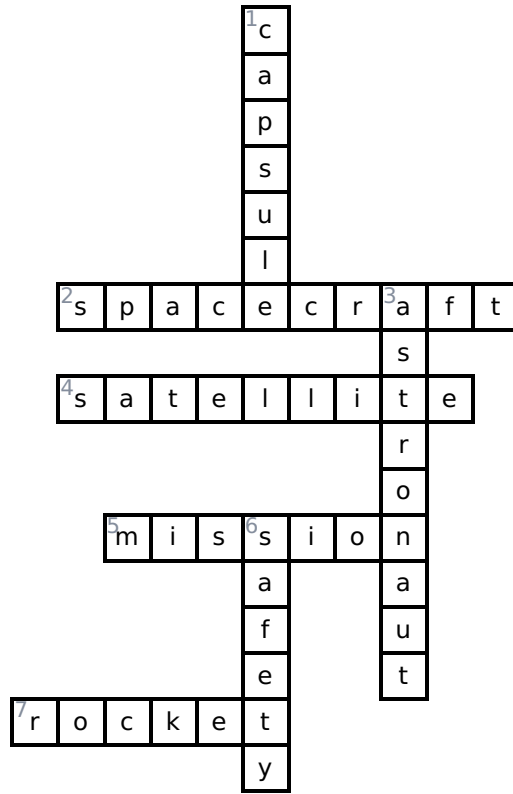 1c
a
p
s
u
l
2s p a c e c r 3a f t
s
4s a t e l l i t e
r
o
5m i s 6s i o n
a a
f u
e t
7r o c k e t
y